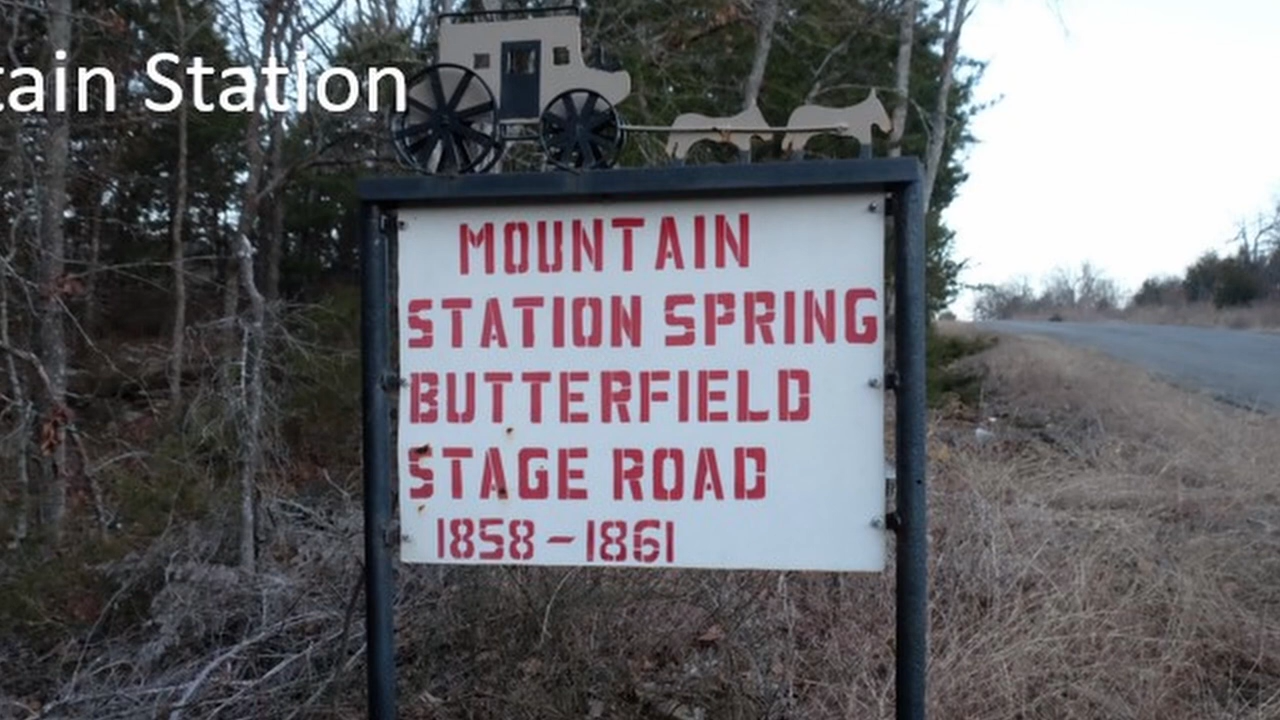 tain Station
MOUNTAIN
STATION SPRING
BUTTERFIELD
STAGE ROAD
1858-1861